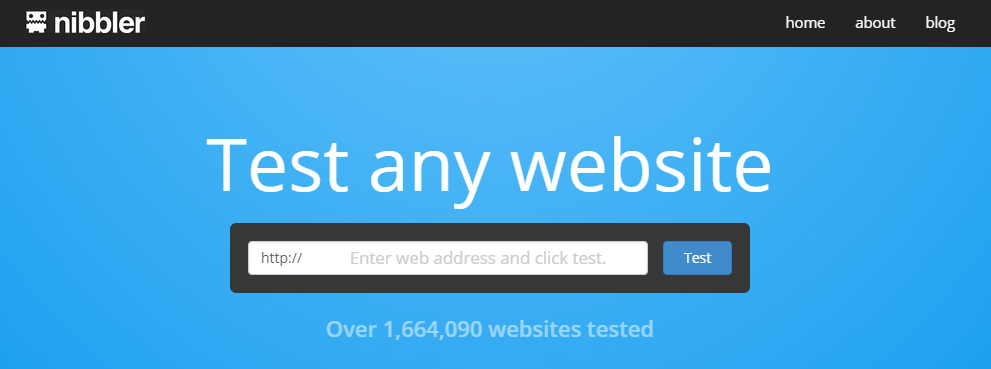 nibbler
home about blog
Test any website
http:// Enter web address and click test. Test
Over 1,664,090 websites tested